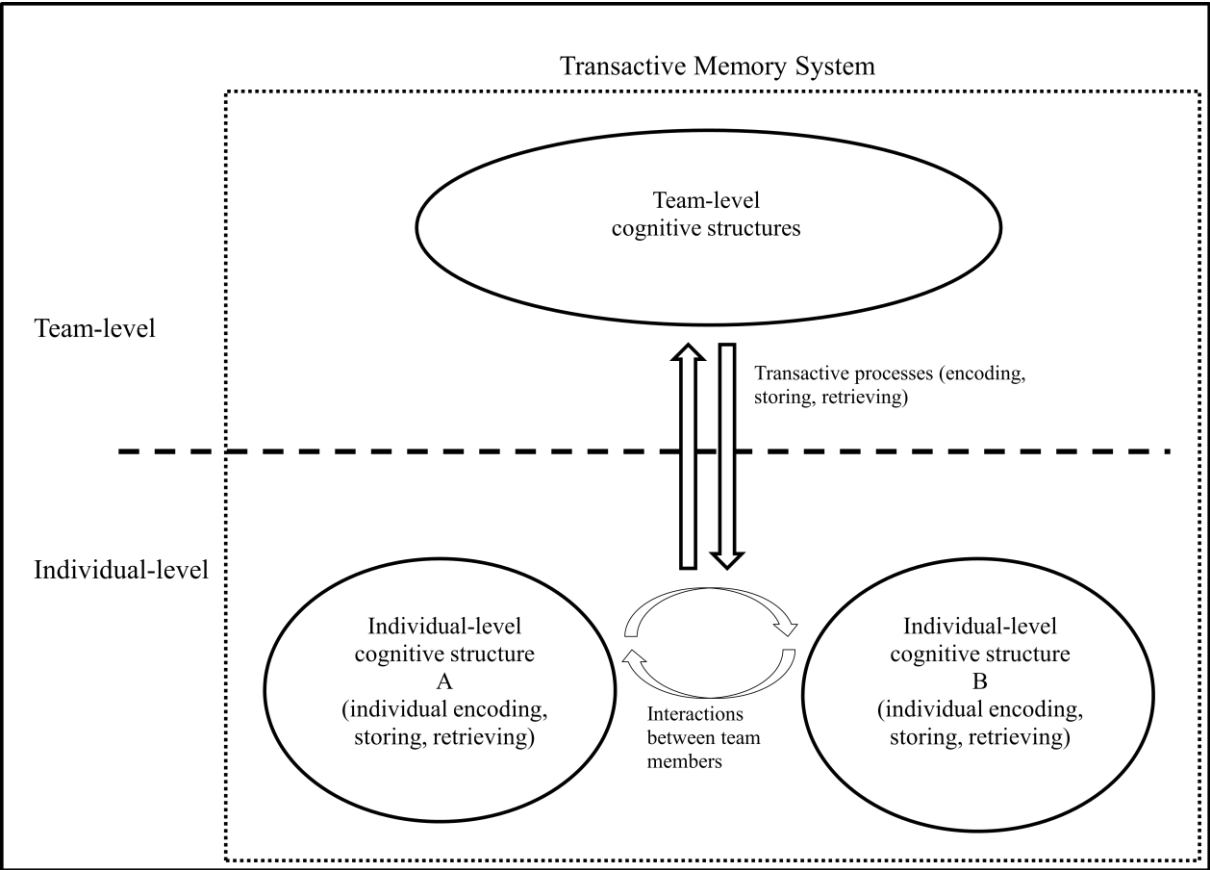 Transactive Memory System
Team-level
cognitive structures
Team-level
Transactive processes (encoding,
storing, retrieving)
Individual-level
Individual-level
cognitive structure
A
(individual encoding,
storing, retrieving)
Interactions
between team
members
Individual-level
cognitive structure
B
(individual encoding,
storing, retrieving)